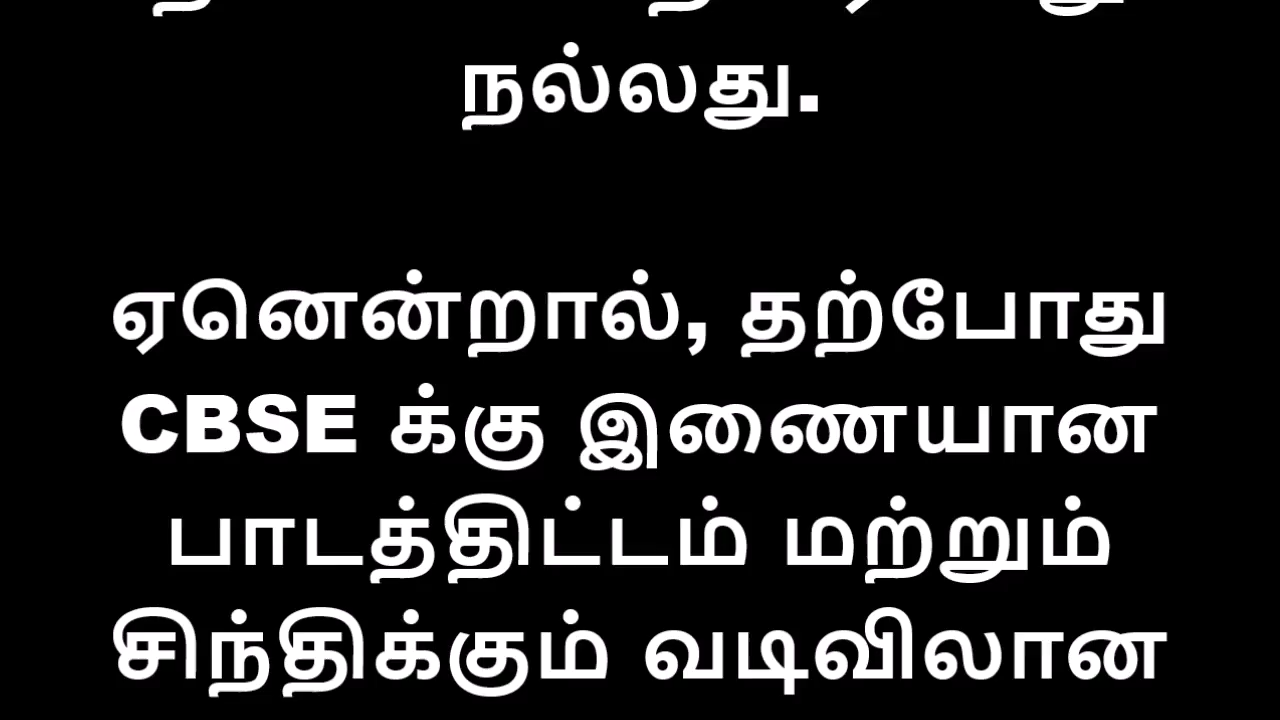 நல்லது.
ஏனென்றால், தற்போது
CBSE க்கு இணையான
பாடத்திட்டம் மற்றும்
சிந்திக்கும் வடிவிலான